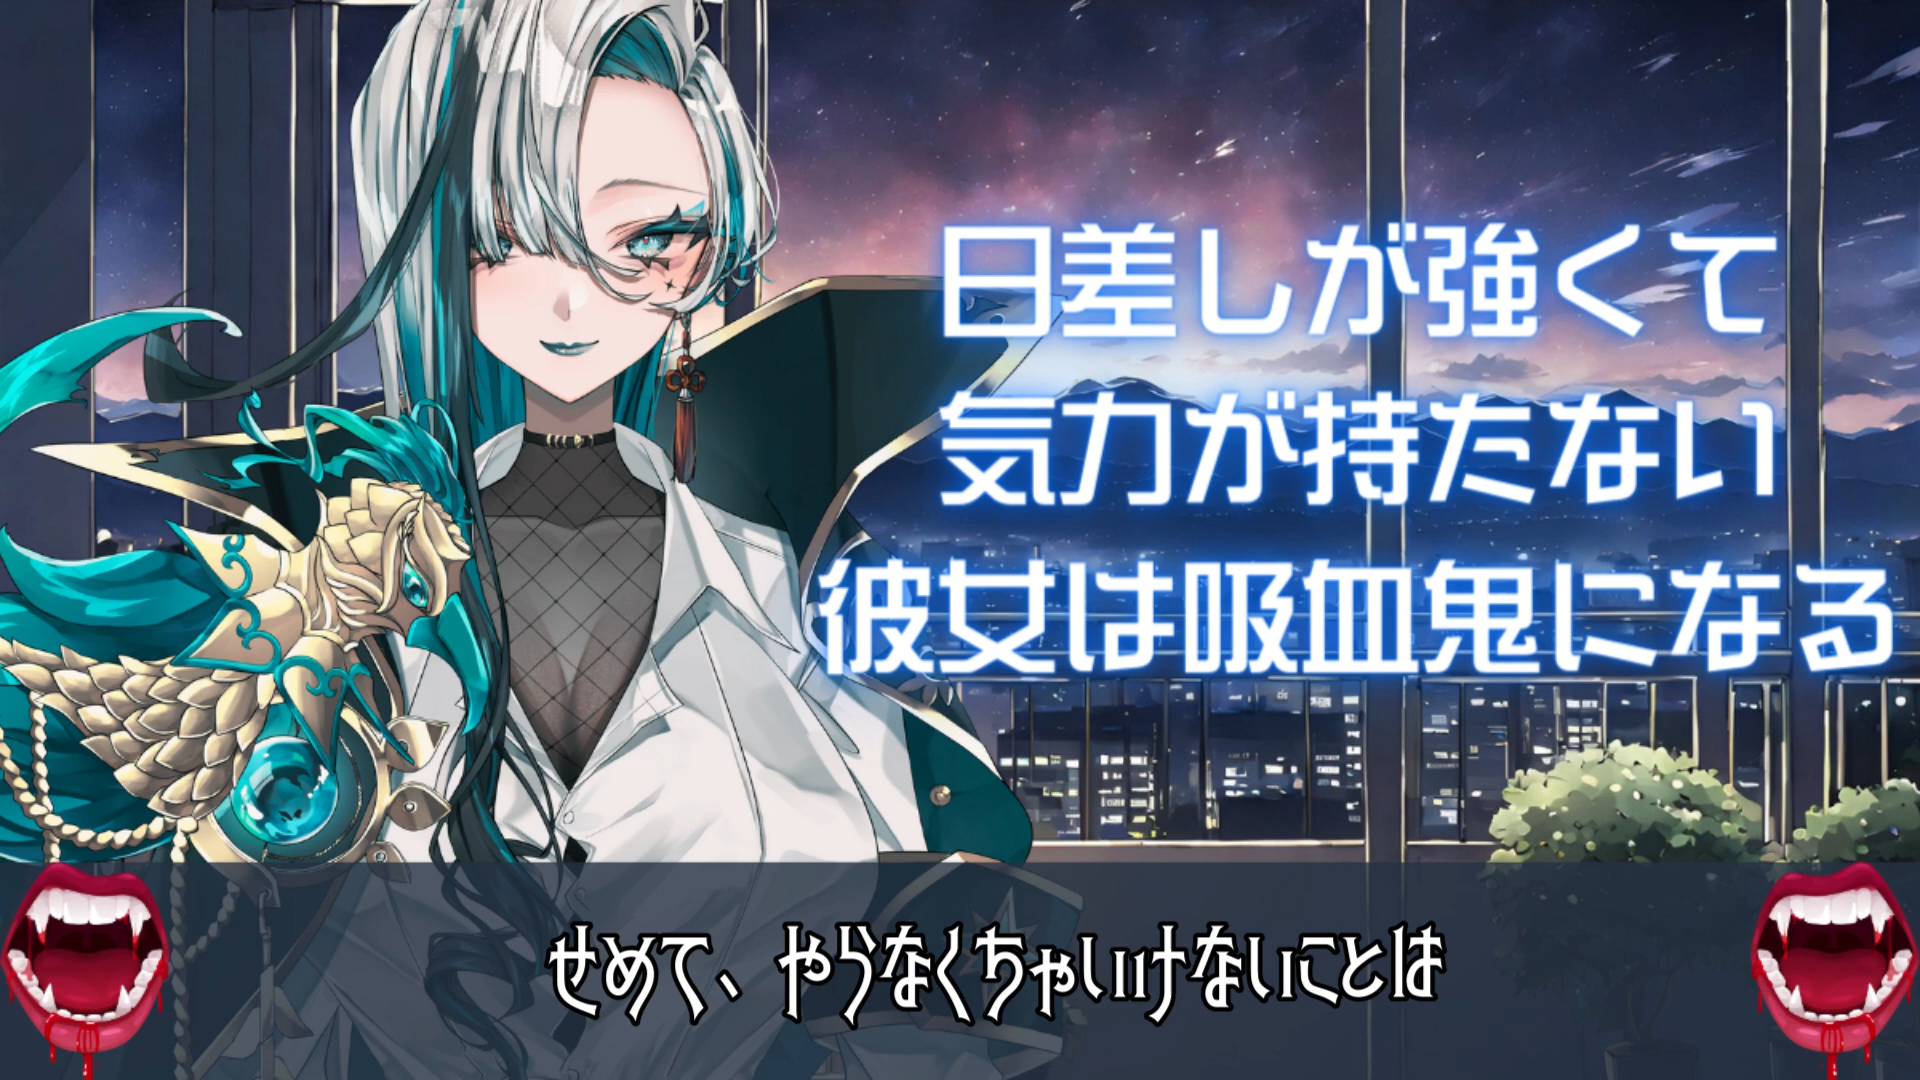 日差しが強くて
気力が持たない
彼女は吸血鬼になる
せめて、やらなくちゃいけないことは